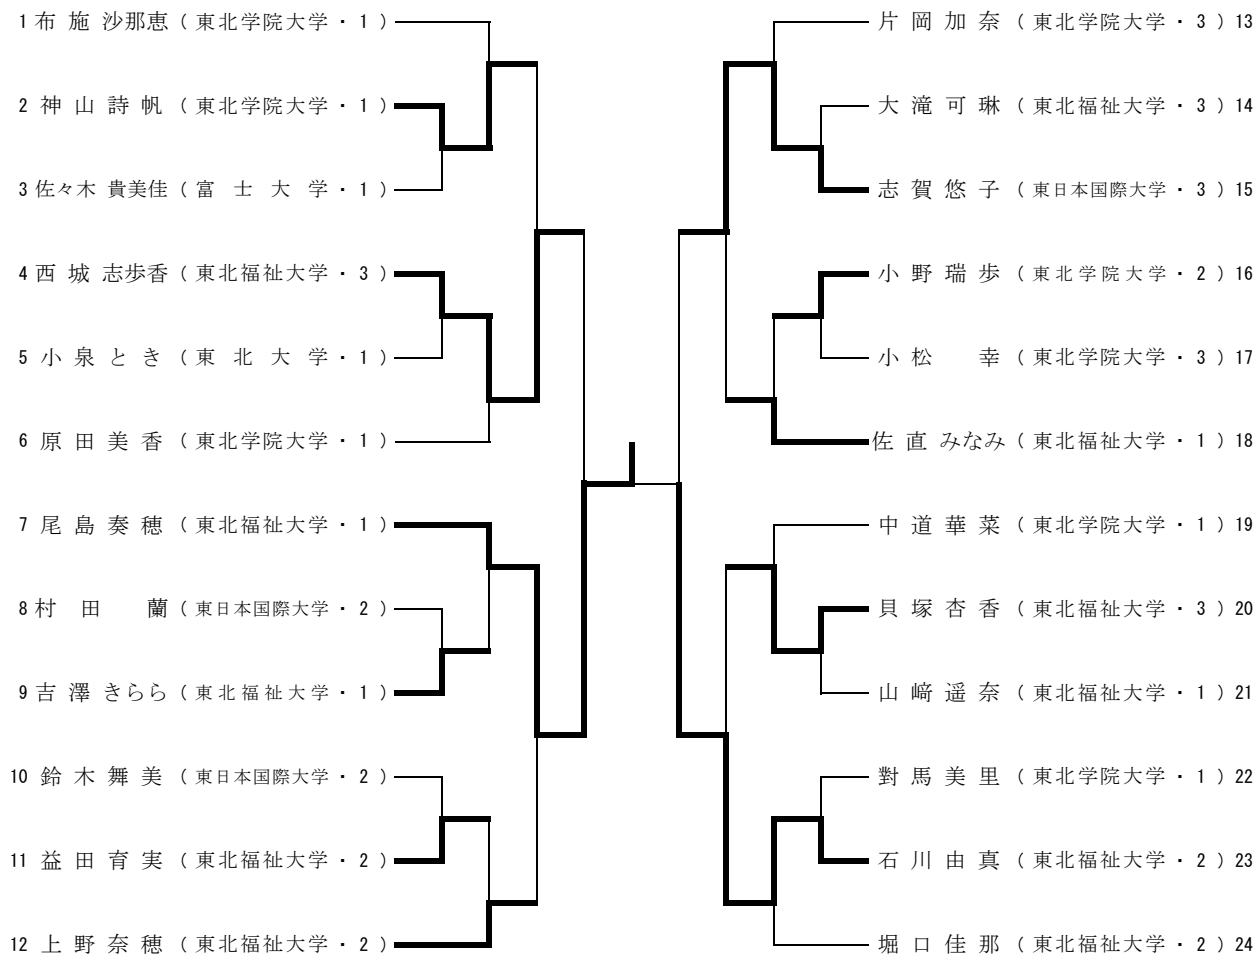 1 布施 沙那恵 (東北学院大学・1)
2 神山詩帆 (東北学院大学・1)
3 佐々木 貴美佳 (富士大学・1)
4 西城 志歩香 (東北福祉大学・3)
5 小泉とき (東北大学・1)
6 原田美香 (東北学院大学・1)
7 尾島奏穂 (東北福祉大学・1)
8 村田 蘭 (東日本国際大学・2)
9 吉澤 きらら (東北福祉大学・1)
10 鈴木舞美 (東日本国際大学・2)
11 益田育実 (東北福祉大学・2)
12 上野奈穂 (東北福祉大学・2)
片岡加奈 (東北学院大学・3) 13
大滝可琳 (東北福祉大学・3) 14
志賀悠子 (東日本国際大学・3) 15
小野瑞歩 (東北学院大学・2) 16
小松 幸 (東北学院大学・3) 17
佐直 みなみ (東北福祉大学・1) 18
中道華菜 (東北学院大学・1) 19
貝塚杏香 (東北福祉大学・3) 20
山﨑遥奈 (東北福祉大学・1) 21
對馬美里 (東北学院大学・1) 22
石川由真 (東北福祉大学・2) 23
堀口佳那 (東北福祉大学・2) 24